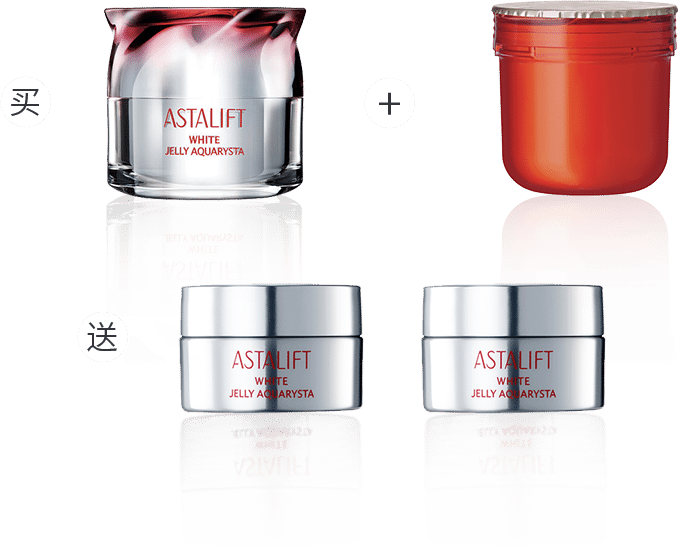 买
ASTALIFT
WHITE
JELLY AQUARYSTA
+
送
ASTALIFT
WHITE
JELLY AQUARYSTA
ASTALIFT
WHITE
JELLY AQUARYSTA